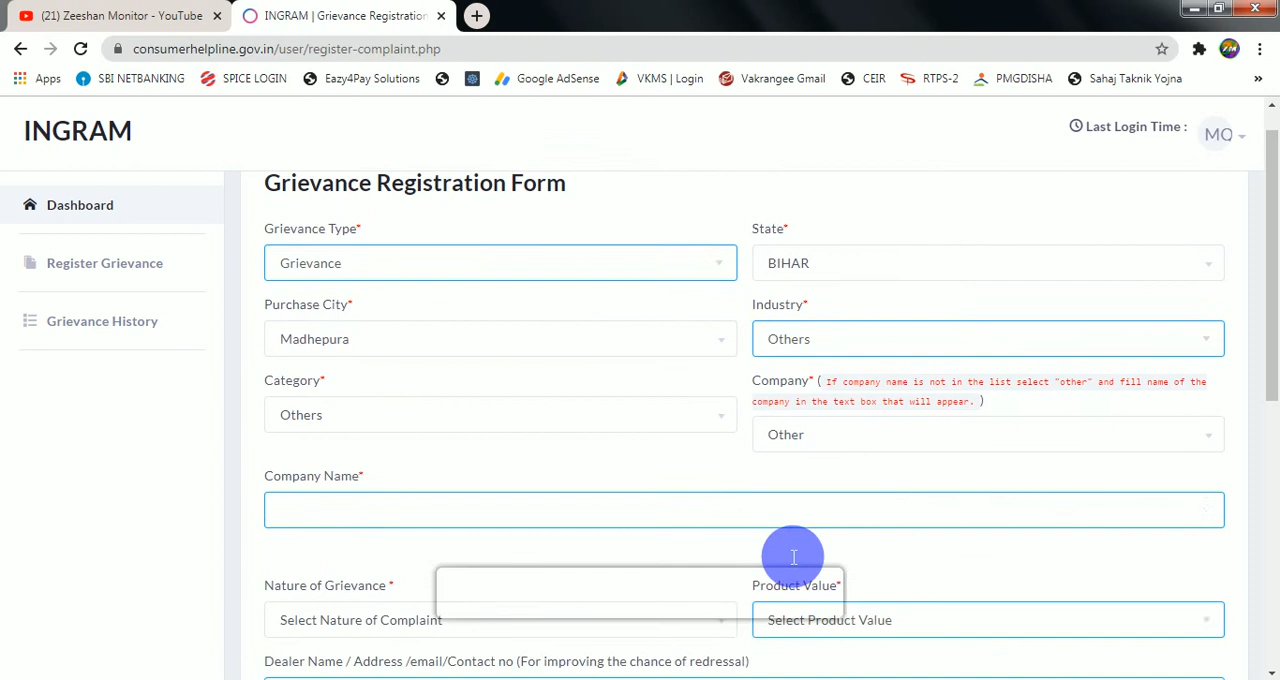 (21) Zeeshan Monitor - YouTube
INGRAM | Grievance Registration
consumerhelpline.gov.in/user/register-complaint.php
Apps
SBI NETBANKING
SPICE LOGIN
Eazy4Pay Solutions
Google AdSense
VKMS | Login
Vakrangee Gmail
CEIR
RTPS-2
PMGDISHA
Sahaj Taknik Yojna
»
INGRAM
Last Login Time :
MO
Dashboard
Register Grievance
Grievance History
Grievance Registration Form
Grievance Type*
State*
Grievance
BIHAR
Purchase City*
Industry*
Madhepura
Others
Category*
Company* ( If company name is not in the list select "other" and fill name of the
company in the text box that will appear. )
Others
Other
Company Name*
Nature of Grievance *
Product Value*
Select Nature of Complaint
Select Product Value
Dealer Name / Address /email/Contact no (For improving the chance of redressal)